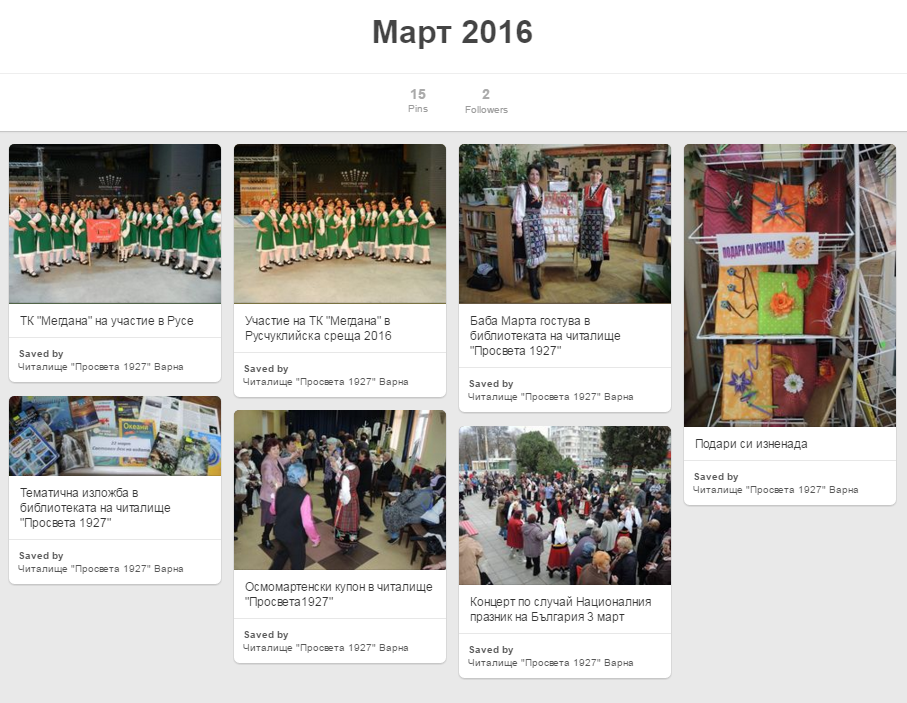 Март 2016
15
Pins
2
Followers
ТК "Мегдана" на участие в Русе
Saved by
Читалище "Просвета 1927" Варна
Тематична изложба в
библиотеката на читалище
"Просвета 1927"
Saved by
Читалище "Просвета 1927" Варна
Участие на ТК "Мегдана" в
Русчуклийска среща 2016
Saved by
Читалище "Просвета 1927" Варна
Осмомартенски купон в читалище
"Просвета1927"
Saved by
Читалище "Просвета 1927" Варна
Баба Марта гостува в
библиотеката на читалище
"Просвета 1927"
Saved by
Читалище "Просвета 1927" Варна
Концерт по случай Националния
празник на България 3 март
Saved by
Читалище "Просвета 1927" Варна
ПОДАРИ СИ ИЗНЕНАДА
Подари си изненада
Saved by
Читалище "Просвета 1927" Варна